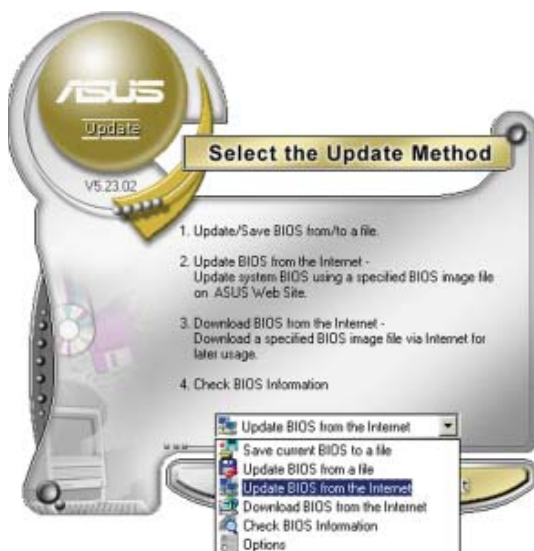 ASUS
Update
V5.23.02
Select the Update Method
1. Update/Save BIOS from/to a file.
2. Update BIOS from the Internet -
Update system BIOS using a specified BIOS image file
on ASUS Web Site.
3. Download BIOS from the Internet -
Download a specified BIOS image file via Internet for
later usage.
4. Check BIOS Information
Update BIOS from the Internet
Save current BIOS to a file
Update BIOS from a file
Update BIOS from the Internet
Download BIOS from the Internet
Check BIOS Information
Options